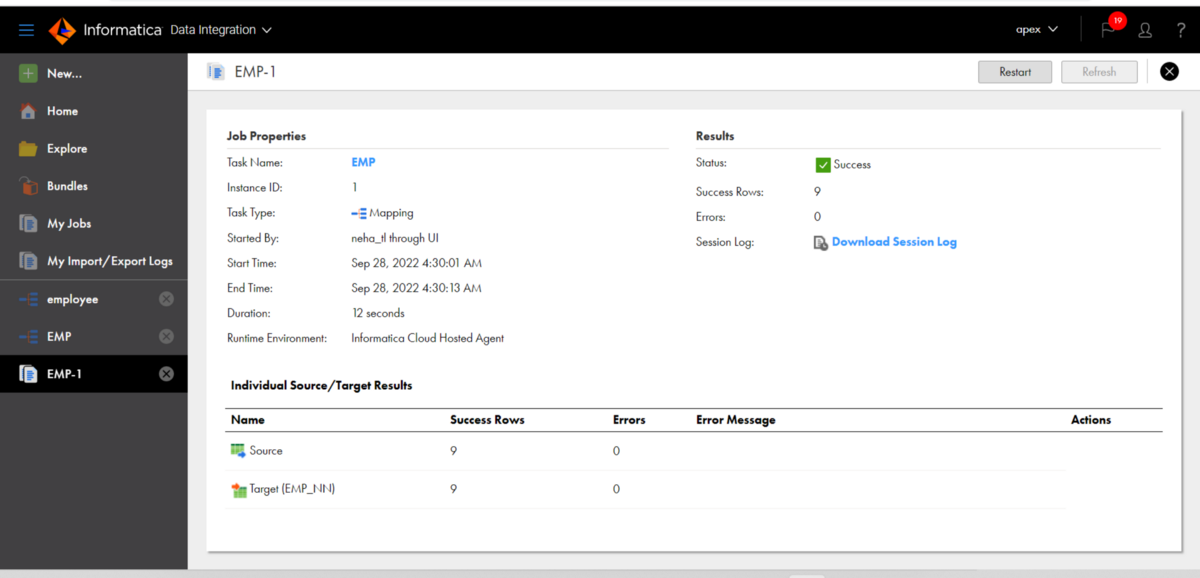 Informatica Data Integration
apex
19
?
New...
Home
Explore
Bundles
My Jobs
My Import/Export Logs
employee
EMP
EMP-1
EMP-1
Restart
Refresh
Job Properties
Task Name: EMP
Instance ID: 1
Task Type: Mapping
Started By: neha_tl through UI
Start Time: Sep 28, 2022 4:30:01 AM
End Time: Sep 28, 2022 4:30:13 AM
Duration: 12 seconds
Runtime Environment: Informatica Cloud Hosted Agent
Results
Status: Success
Success Rows: 9
Errors: 0
Session Log: Download Session Log
Individual Source/Target Results
Name Success Rows Errors Error Message Actions
Source 9 0
Target (EMP_NN) 9 0